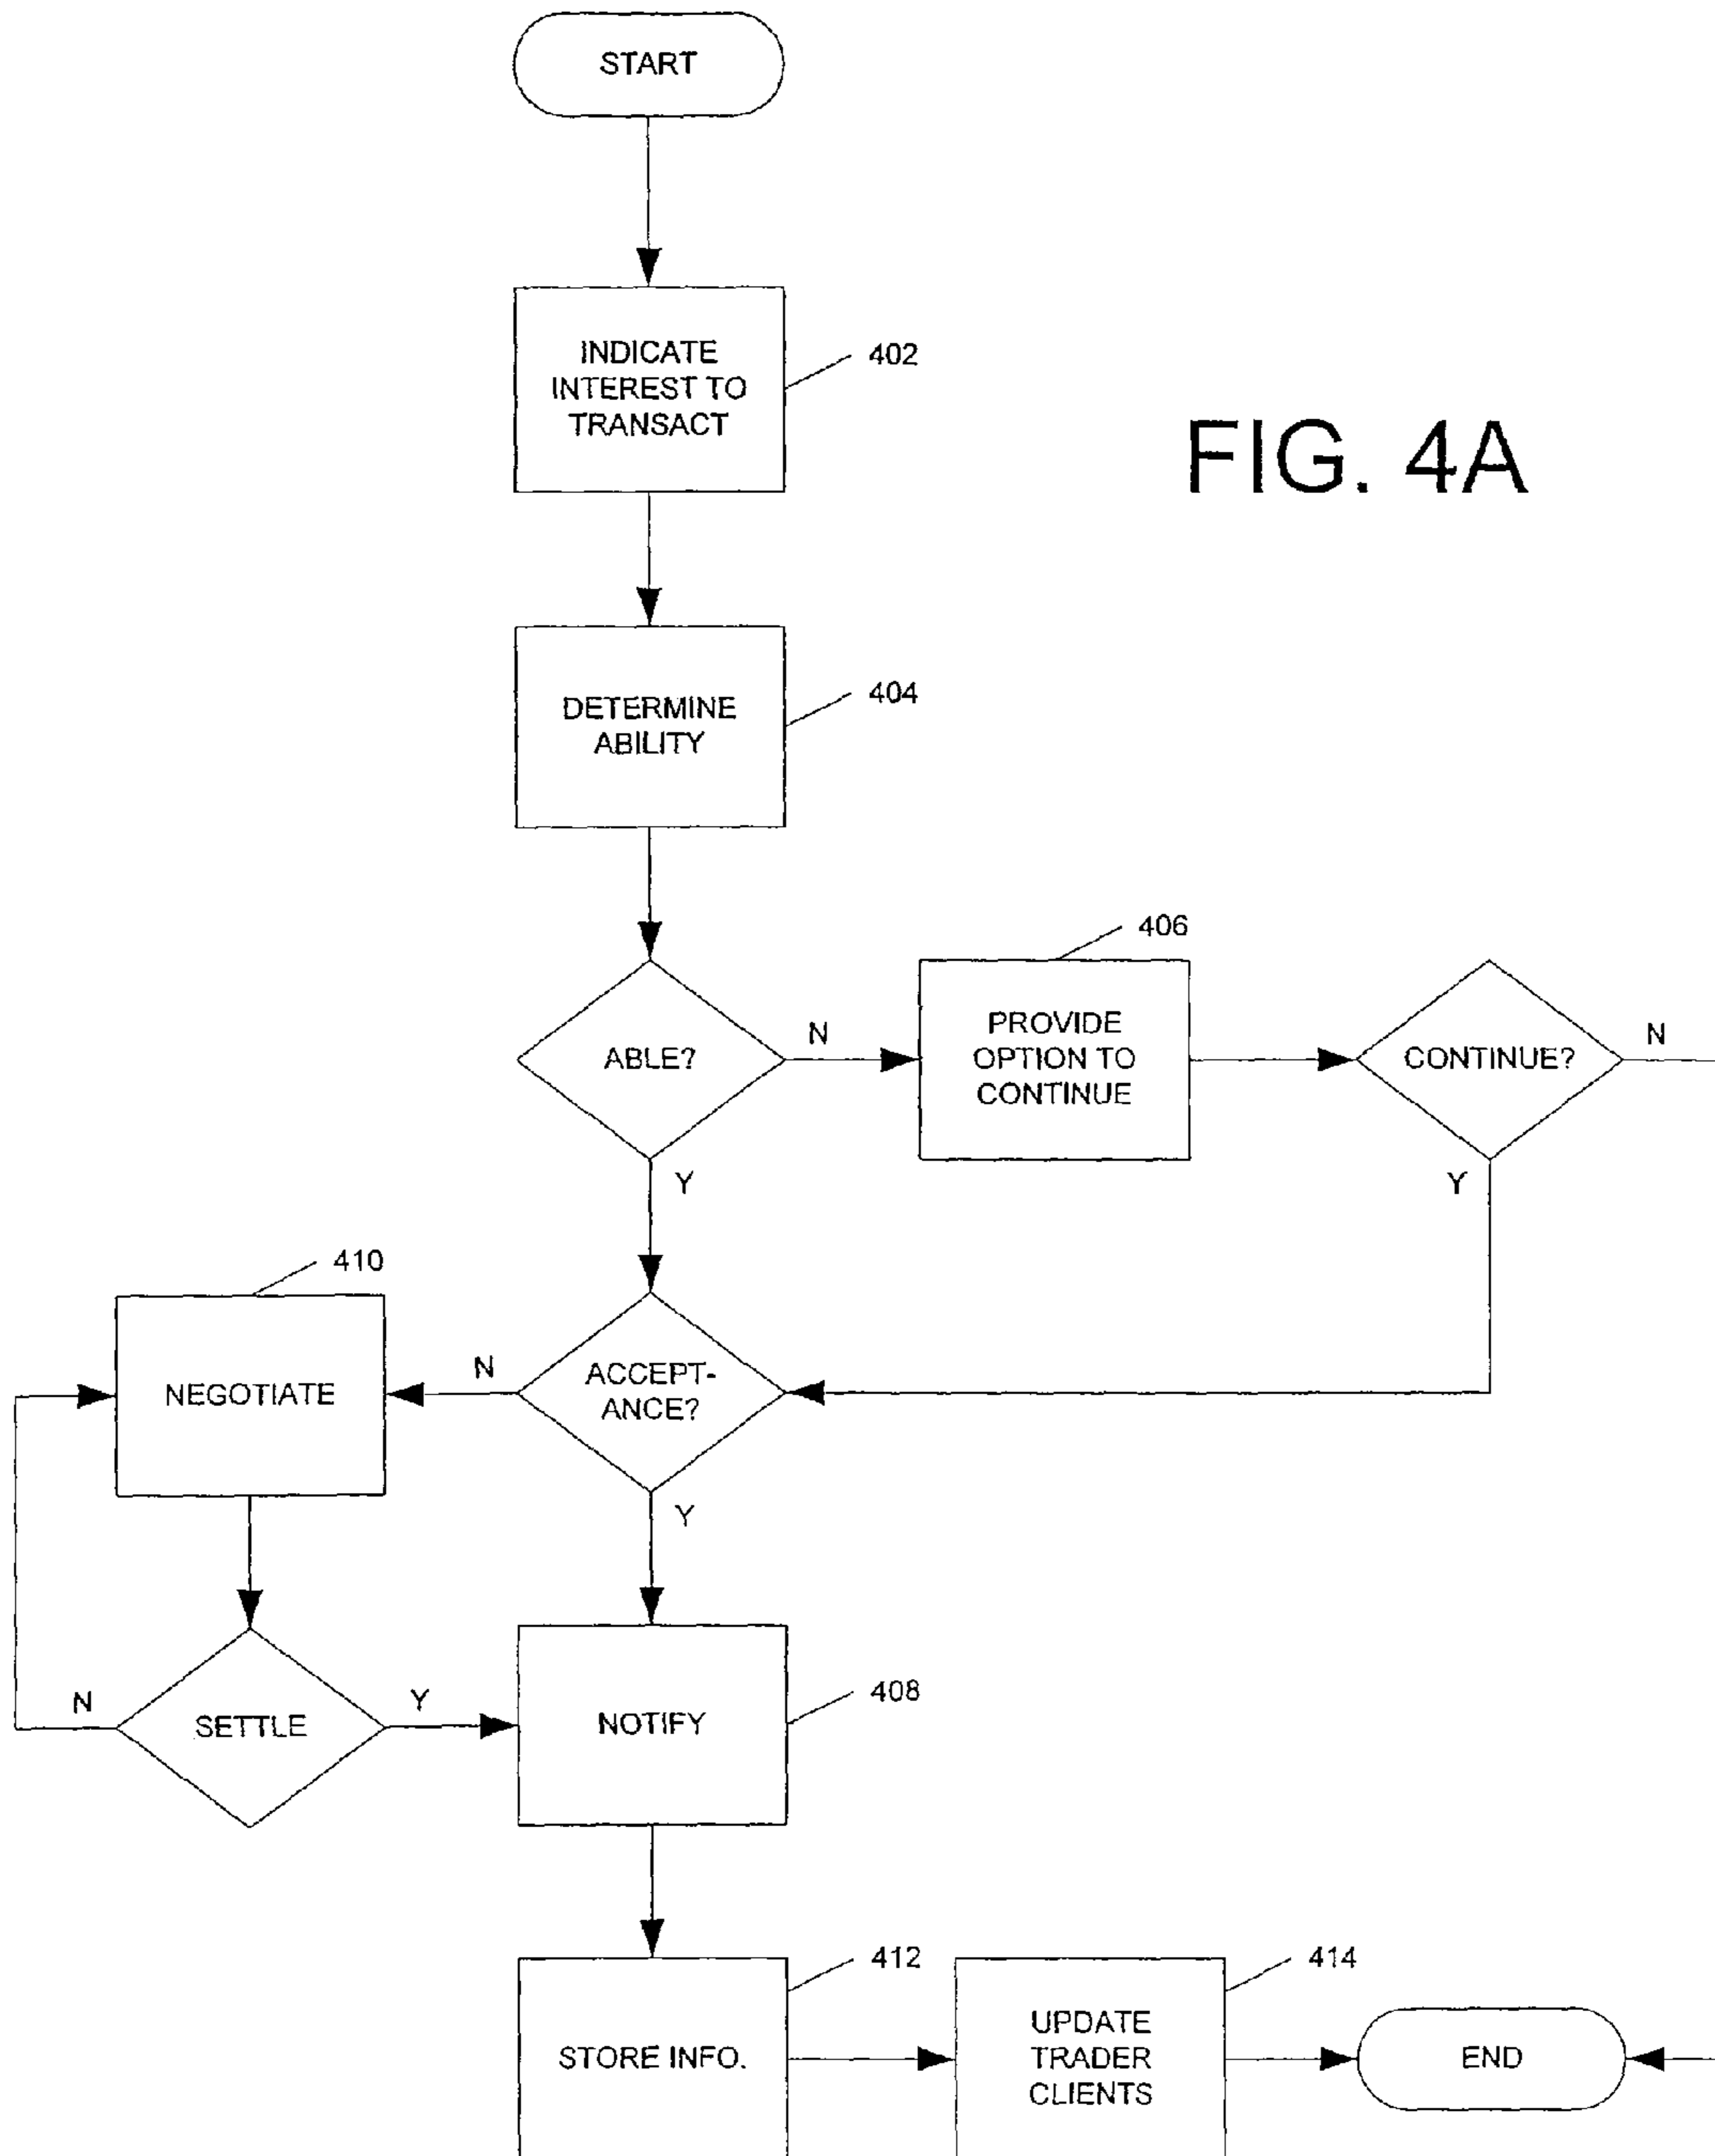 START
INDICATE
INTEREST TO
TRANSACT
402
FIG. 4A
DETERMINE
ABILITY
404
406
ABLE?
N
PROVIDE
OPTION TO
CONTINUE
CONTINUE?
N
Y
Y
410
NEGOTIATE
N
ACCEPT-
ANCE?
Y
N
SETTLE
Y
NOTIFY
408
412
STORE INFO.
414
UPDATE
TRADER
CLIENTS
END